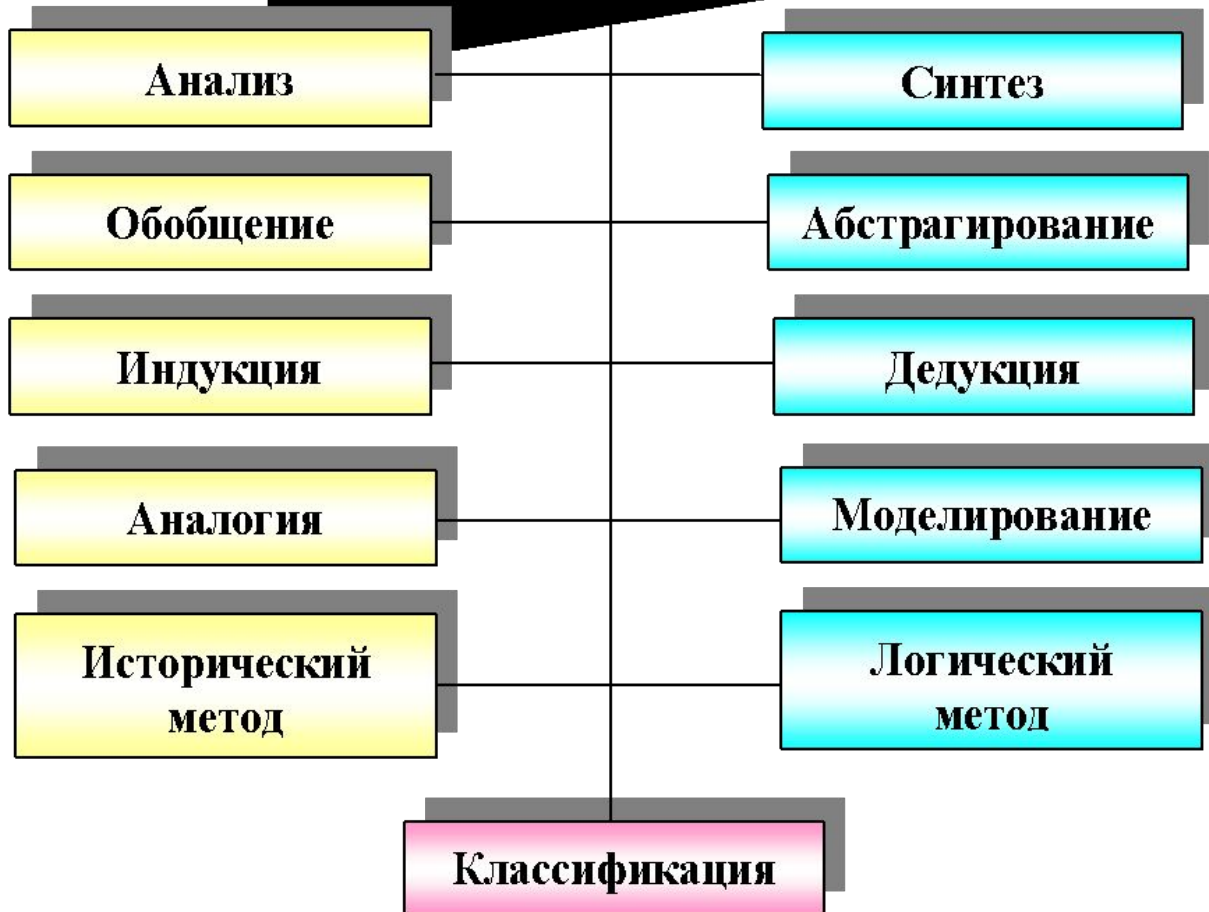 Анализ
Синтез
Обобщение
Абстрагирование
Индукция
Дедукция
Аналогия
Моделирование
Исторический
метод
Логический
метод
Классификация